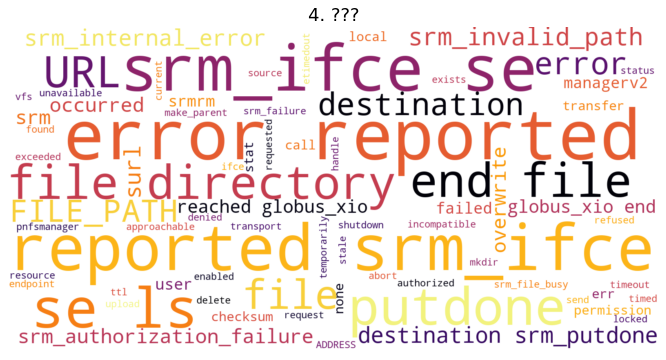 4. ???
srm_internal_error
local
srm_invalid_path
URL
srm_ifce se
error
status
etimedout
source
current
exists
unavailable
vfs
managerv2
occurred
srmrm
make_parent
srm_failure
destination
transfer
srm
found
error reported
requested
stat
call
handle
exceeded
surl
ifce
file directory
end file
overwrite
FILE_PATH
reached globus_xio
failed
globus_xio end
denied
pnfsmanager
approachable
transport
temporarily
shutdown
stale
incompatible
refused
reported srm_ifce
mkdir
resource
endpoint
ttl
upload
user
enabled
delete
file
none
abort
authorized
srm_file_busy
timeout
se ls
checksum
request
putdone
send
err
timed
permission
locked
srm_authorization_failure
ADDRESS
destination srm_putdone